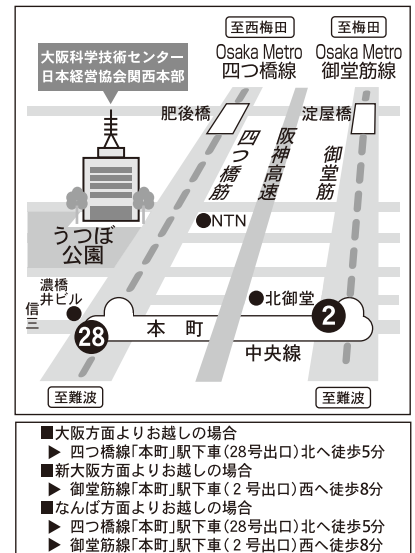 至西梅田
至梅田
Osaka Metro
四つ橋線
Osaka Metro
御堂筋線
大阪科学技術センター
日本経営協会関西本部
肥後橋
淀屋橋
四つ橋筋
阪神高速
御堂筋
NTN
うつぼ
公園
信濃橋
三井ビル
北御堂
2
28
本町
中央線
至難波
至難波
■大阪方面よりお越しの場合
▶ 四つ橋線「本町」駅下車(28号出口)北へ徒歩5分
■新大阪方面よりお越しの場合
▶ 御堂筋線「本町」駅下車(2号出口)西へ徒歩8分
■なんば方面よりお越しの場合
▶ 四つ橋線「本町」駅下車(28号出口)北へ徒歩5分
▶ 御堂筋線「本町」駅下車(2号出口)西へ徒歩8分